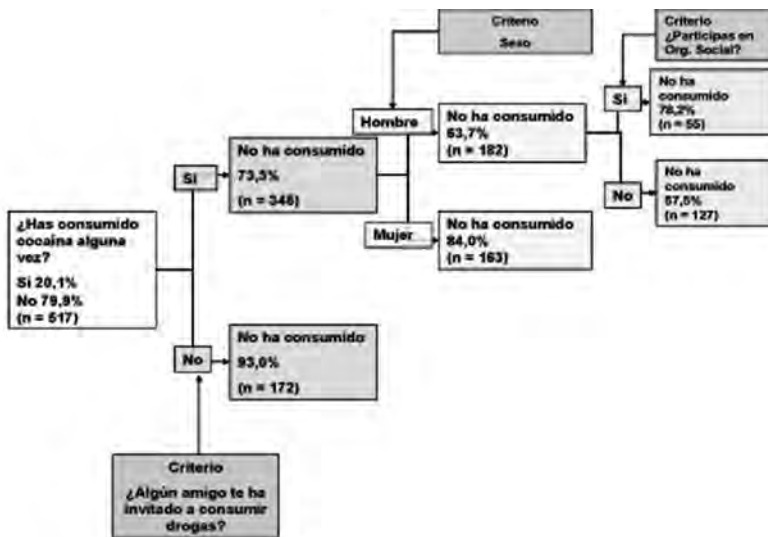 Criterio
Sexo
Criterio
¿Participas en
Org. Social?
Hombre
Si
No ha
consumido
78,2%
(n = 55)
No ha consumido
63,7%
(n = 182)
Si
No ha consumido
73,3%
(n = 346)
No
No ha
consumido
57,5%
(n = 127)
Mujer
No ha consumido
84,0%
(n = 163)
¿Has consumido
cocaína alguna
vez?
Si 20,1%
No 79,9%
(n = 517)
No
No ha consumido
93,0%
(n = 172)
Criterio
¿Algún amigo te ha
invitado a consumir
drogas?